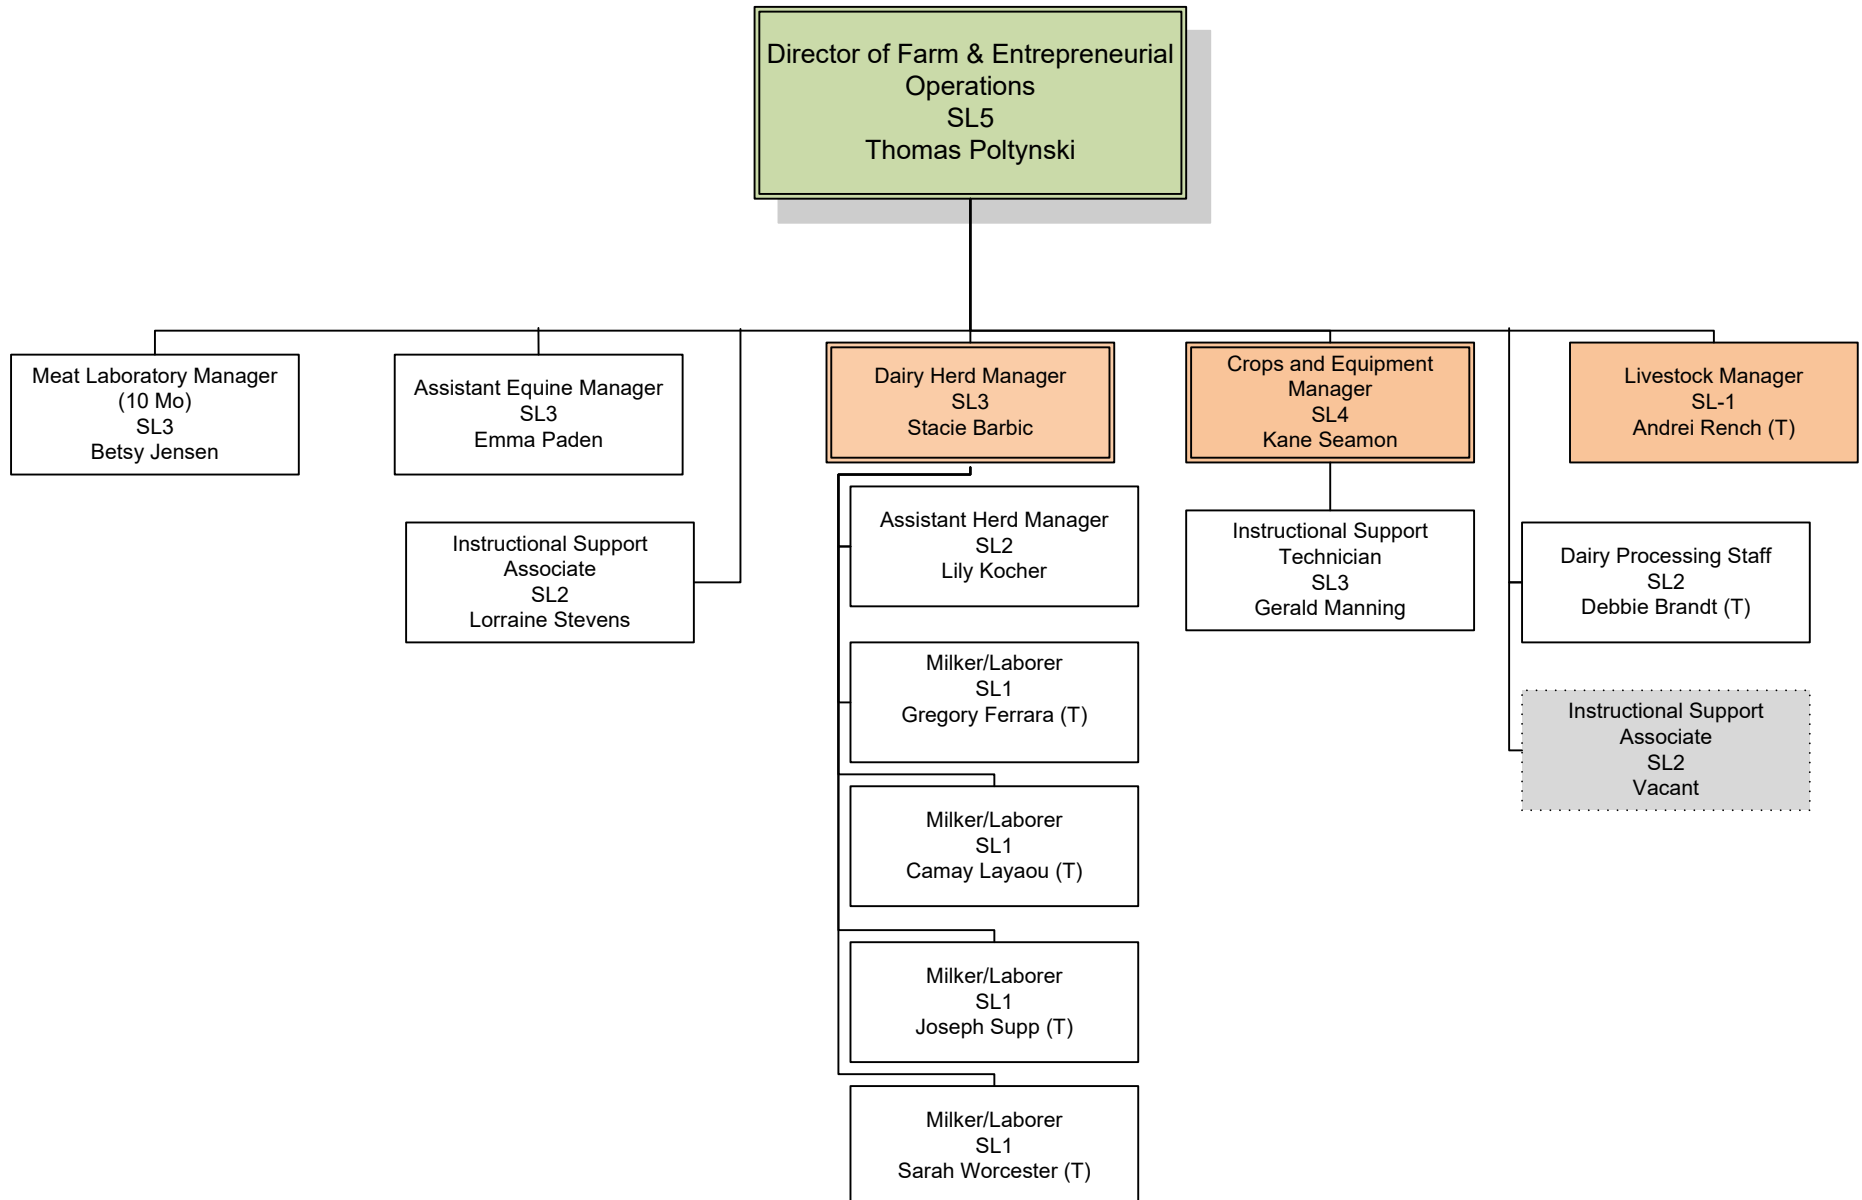 Director of Farm & Entrepreneurial
Operations
SL5
Thomas Poltynski
Meat Laboratory Manager
(10 Mo)
SL3
Betsy Jensen
Assistant Equine Manager
SL3
Emma Paden
Dairy Herd Manager
SL3
Stacie Barbic
Crops and Equipment
Manager
SL4
Kane Seamon
Livestock Manager
SL-1
Andrei Rench (T)
Instructional Support
Associate
SL2
Lorraine Stevens
Assistant Herd Manager
SL2
Lily Kocher
Instructional Support
Technician
SL3
Gerald Manning
Dairy Processing Staff
SL2
Debbie Brandt (T)
Milker/Laborer
SL1
Gregory Ferrara (T)
Instructional Support
Associate
SL2
Vacant
Milker/Laborer
SL1
Camay Layaou (T)
Milker/Laborer
SL1
Joseph Supp (T)
Milker/Laborer
SL1
Sarah Worcester (T)